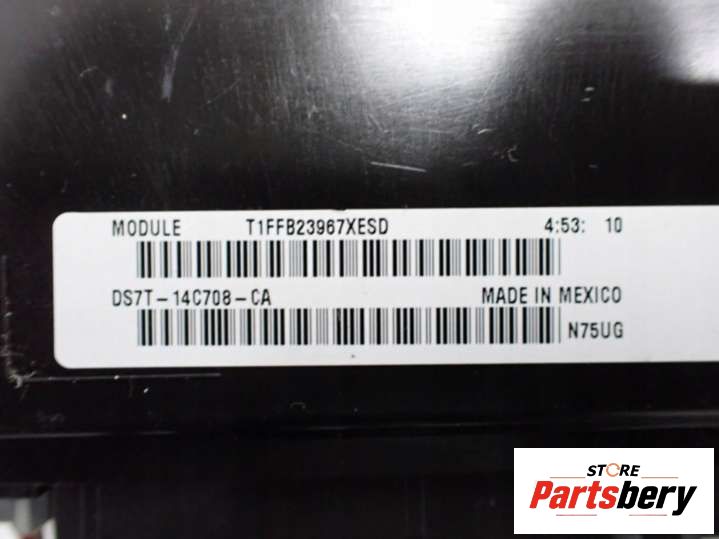 MODULE T1FFB23967XESD 4:53: 10
DS7T-14C708-CA MADE IN MEXICO
N75UG
STORE
Partsbery